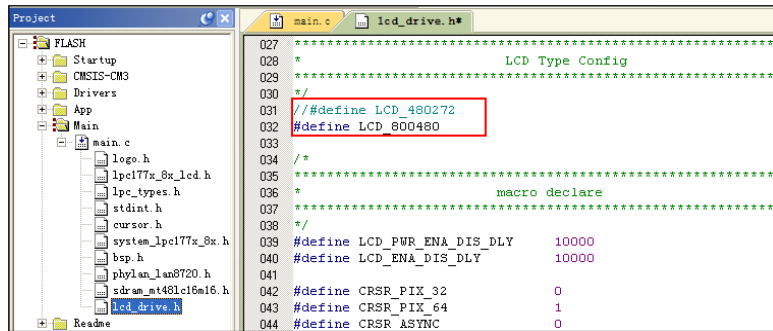 Project
FLASH
Startup
CMSIS-CM3
Drivers
App
Main
main.c
logo.h
lpc177x_8x_lcd.h
lpc_types.h
stdint.h
cursor.h
system_lpc177x_8x.h
bsp.h
phylan_lan8720.h
sdram_mt48lc16m16.h
lcd_drive.h
Readme
main.c
lcd_drive.h*
027 **********************************************************
028 * LCD Type Config
029 **********************************************************
030 */
031 //#define LCD_480272
032 #define LCD_800480
033
034 /*
035 **********************************************************
036 * macro declare
037 **********************************************************
038 */
039 #define LCD_PWR_ENA_DIS_DLY 10000
040 #define LCD_ENA_DIS_DLY 10000
041
042 #define CRSR_PIX_32 0
043 #define CRSR_PIX_64 1
044 #define CRSR_ASYNC 0